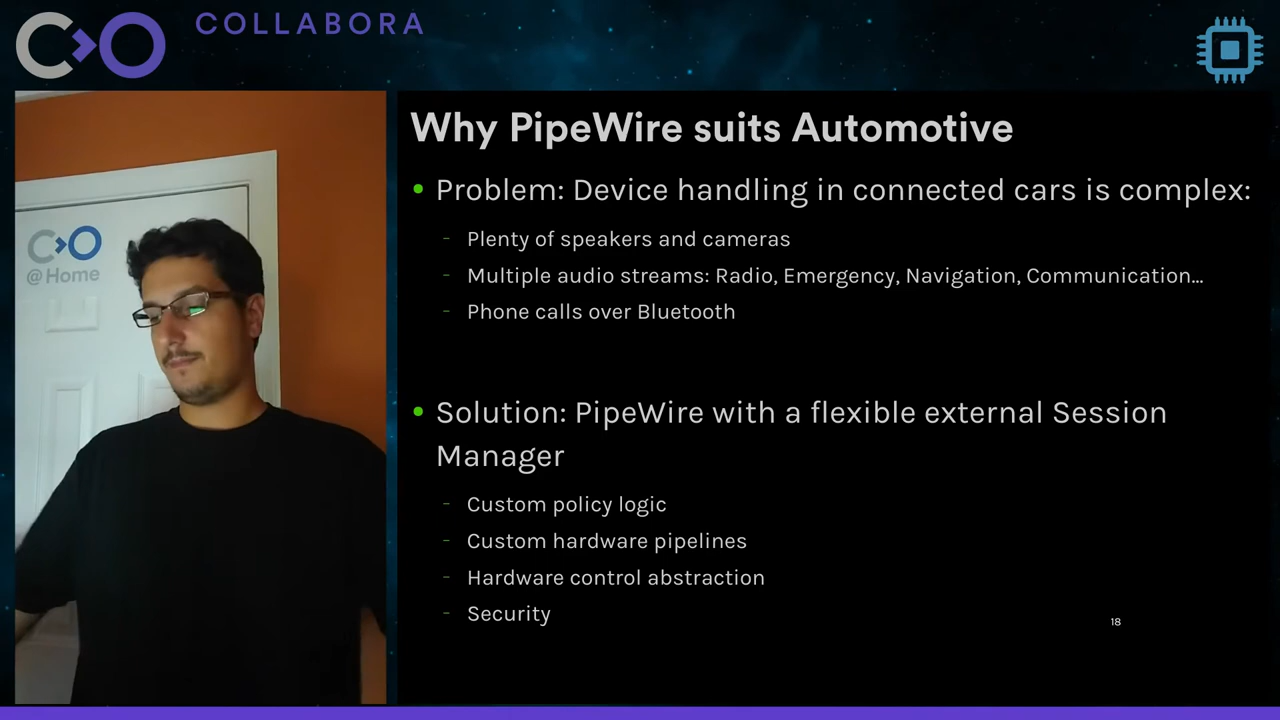 COLLABORA
@Home
Why PipeWire suits Automotive
• Problem: Device handling in connected cars is complex:
– Plenty of speakers and cameras
– Multiple audio streams: Radio, Emergency, Navigation, Communication...
– Phone calls over Bluetooth
• Solution: PipeWire with a flexible external Session
Manager
– Custom policy logic
– Custom hardware pipelines
– Hardware control abstraction
– Security
18